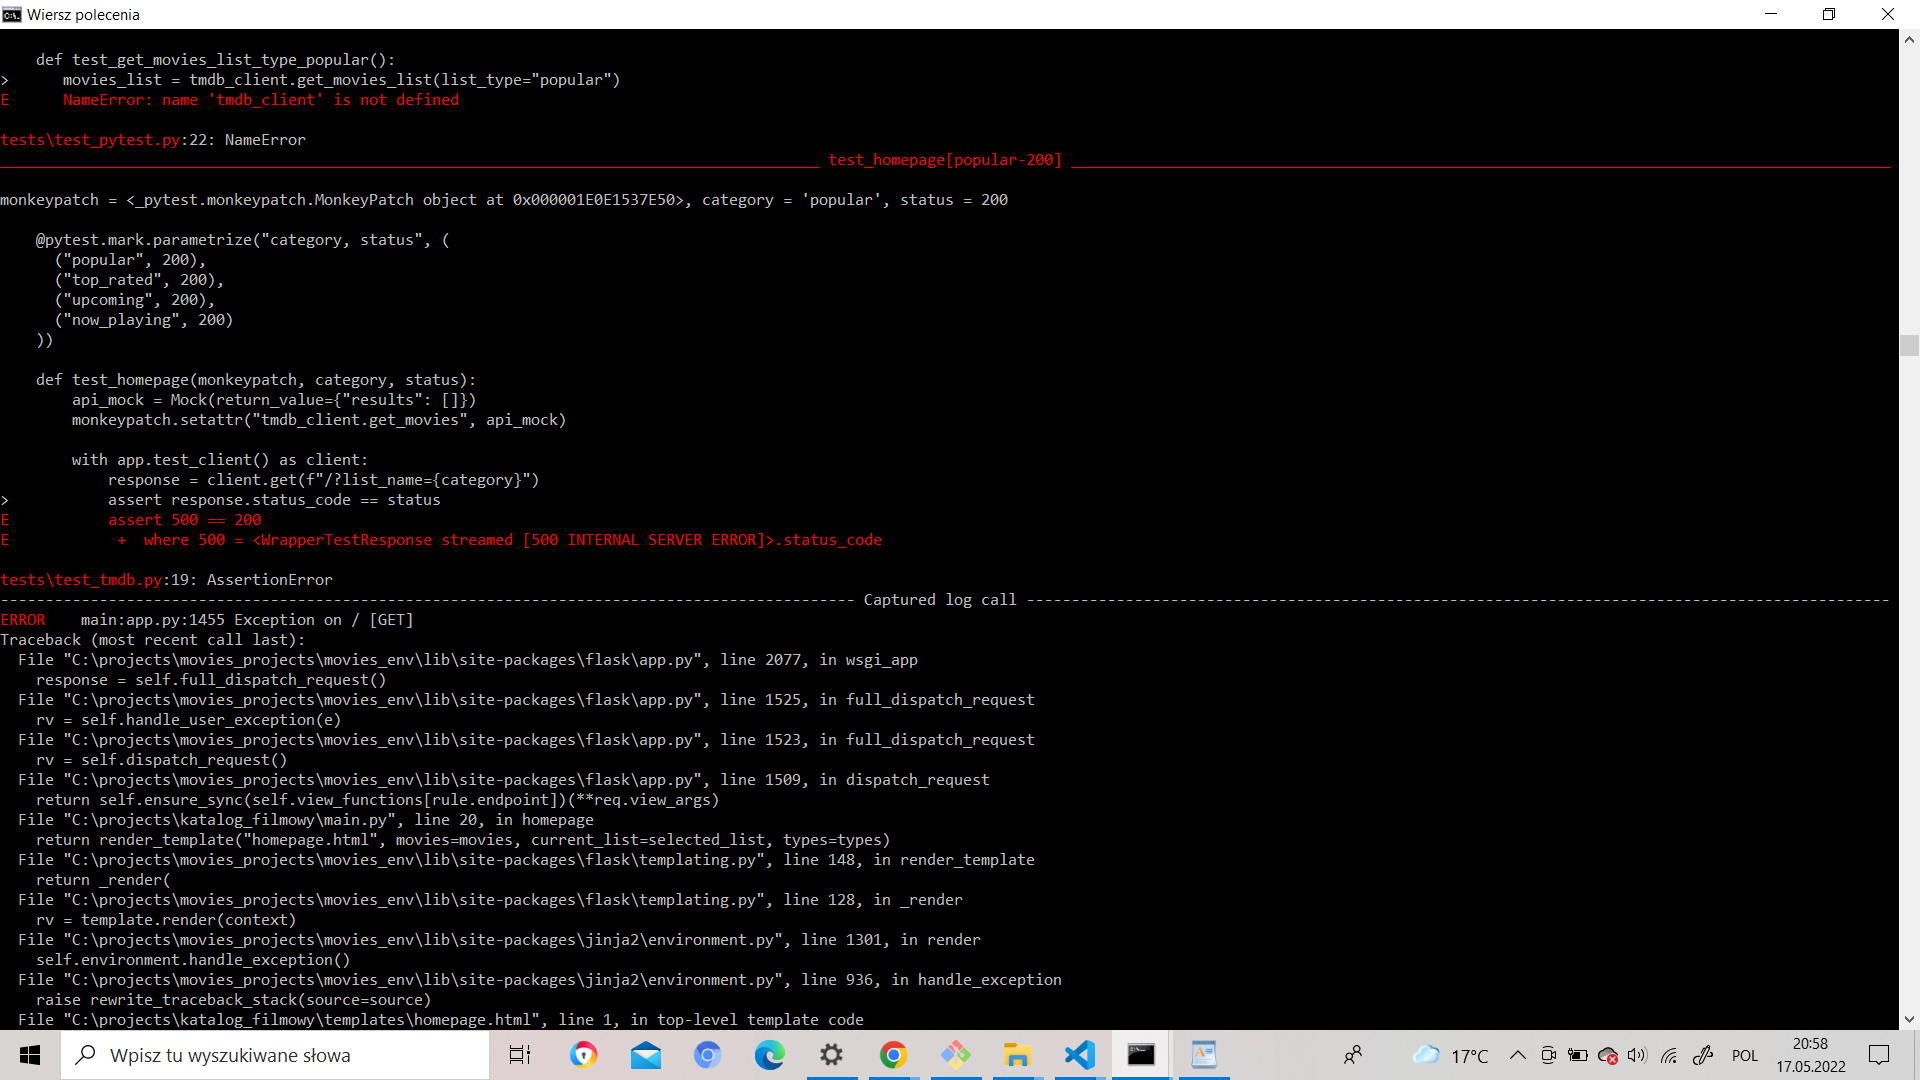 Wiersz polecenia
def test_get_movies_list_type_popular():
> movies_list = tmdb_client.get_movies_list(list_type="popular")
E NameError: name 'tmdb_client' is not defined
tests\test_pytest.py:22: NameError
test_homepage[popular-200]
monkeypatch = <_pytest.monkeypatch.MonkeyPatch object at 0x000001E0E1537E50>, category = 'popular', status = 200
@pytest.mark.parametrize("category, status", (
("popular", 200),
("top_rated", 200),
("upcoming", 200),
("now_playing", 200)
))
def test_homepage(monkeypatch, category, status):
api_mock = Mock(return_value={"results": []})
monkeypatch.setattr("tmdb_client.get_movies", api_mock)
with app.test_client() as client:
response = client.get(f"/?list_name={category}")
> assert response.status_code == status
E assert 500 == 200
E + where 500 = <WrapperTestResponse streamed [500 INTERNAL SERVER ERROR]>.status_code
tests\test_tmdb.py:19: AssertionError
Captured log call
ERROR main:app.py:1455 Exception on / [GET]
Traceback (most recent call last):
File "C:\projects\movies_projects\movies_env\lib\site-packages\flask\app.py", line 2077, in wsgi_app
response = self.full_dispatch_request()
File "C:\projects\movies_projects\movies_env\lib\site-packages\flask\app.py", line 1525, in full_dispatch_request
rv = self.handle_user_exception(e)
File "C:\projects\movies_projects\movies_env\lib\site-packages\flask\app.py", line 1523, in full_dispatch_request
rv = self.dispatch_request()
File "C:\projects\movies_projects\movies_env\lib\site-packages\flask\app.py", line 1509, in dispatch_request
return self.ensure_sync(self.view_functions[rule.endpoint])(**req.view_args)
File "C:\projects\katalog_filmowy\main.py", line 20, in homepage
return render_template("homepage.html", movies=movies, current_list=selected_list, types=types)
File "C:\projects\movies_projects\movies_env\lib\site-packages\flask\templating.py", line 148, in render_template
return _render(
File "C:\projects\movies_projects\movies_env\lib\site-packages\flask\templating.py", line 128, in _render
rv = template.render(context)
File "C:\projects\movies_projects\movies_env\lib\site-packages\jinja2\environment.py", line 1301, in render
self.environment.handle_exception()
File "C:\projects\movies_projects\movies_env\lib\site-packages\jinja2\environment.py", line 936, in handle_exception
raise rewrite_traceback_stack(source=source)
File "C:\projects\katalog_filmowy\templates\homepage.html", line 1, in top-level template code
Wpisz tu wyszukiwane słowa
17°C
POL
20:58
17.05.2022